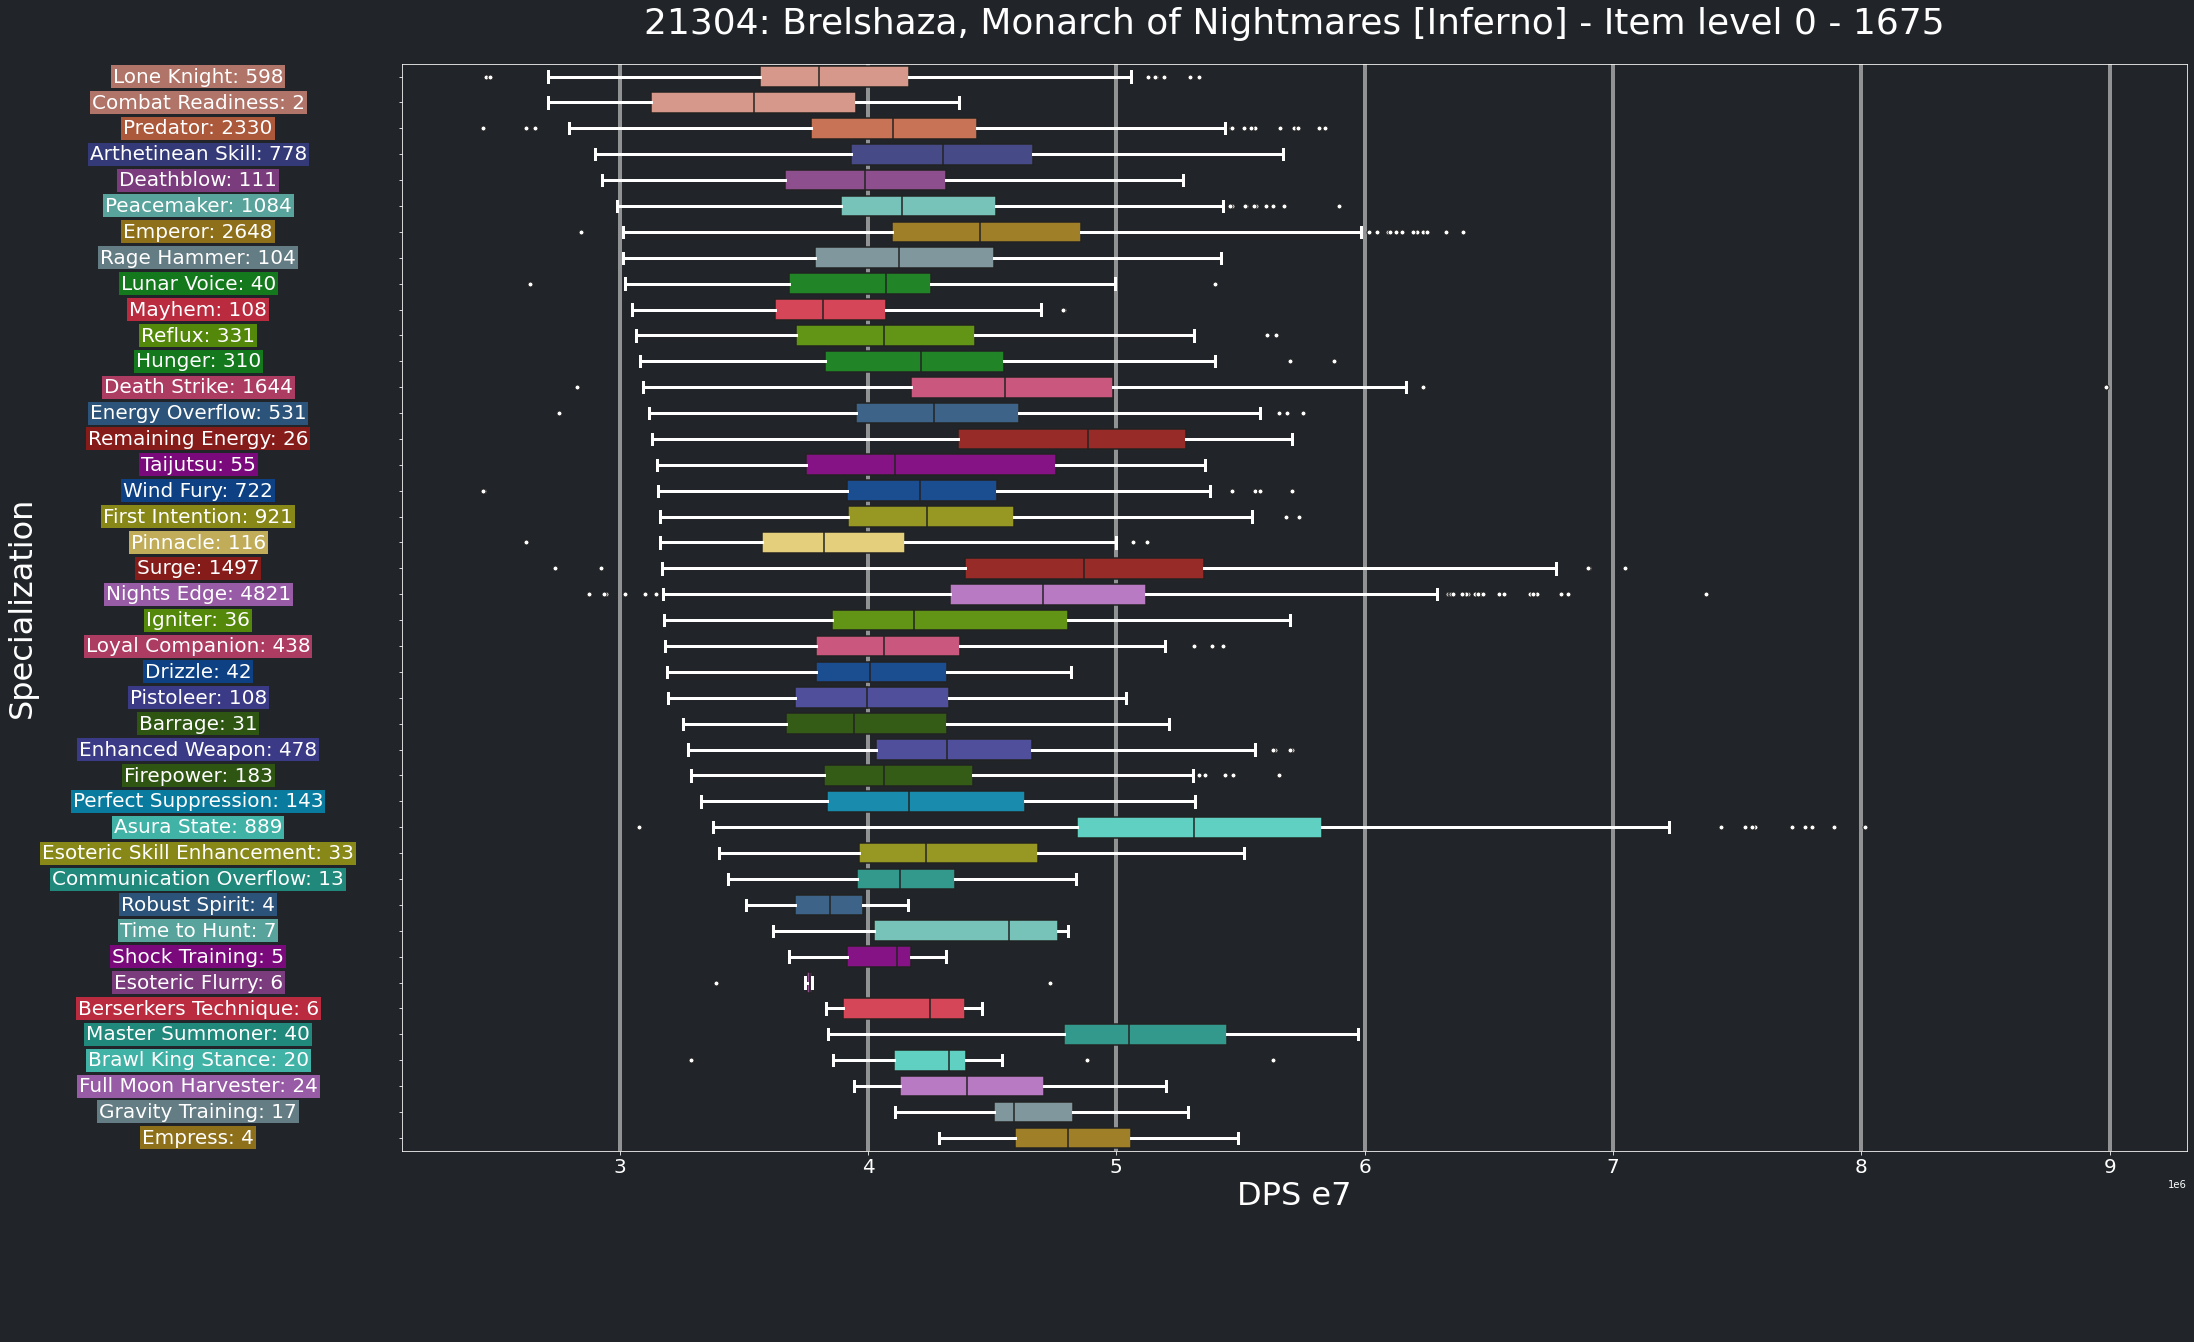 21304: Brelshaza, Monarch of Nightmares [Inferno] - Item level 0 - 1675
Lone Knight: 598
Combat Readiness: 2
Predator: 2330
Arthetinean Skill: 778
Deathblow: 111
Peacemaker: 1084
Emperor: 2648
Rage Hammer: 104
Lunar Voice: 40
Mayhem: 108
Reflux: 331
Hunger: 310
Death Strike: 1644
Energy Overflow: 531
Remaining Energy: 26
Taijutsu: 55
Wind Fury: 722
First Intention: 921
Pinnacle: 116
Surge: 1497
Nights Edge: 4821
Igniter: 36
Loyal Companion: 438
Drizzle: 42
Pistoleer: 108
Barrage: 31
Enhanced Weapon: 478
Firepower: 183
Perfect Suppression: 143
Asura State: 889
Esoteric Skill Enhancement: 33
Communication Overflow: 13
Robust Spirit: 4
Time to Hunt: 7
Shock Training: 5
Esoteric Flurry: 6
Berserkers Technique: 6
Master Summoner: 40
Brawl King Stance: 20
Full Moon Harvester: 24
Gravity Training: 17
Empress: 4
Specialization
3 4 5 6 7 8 9
1e6
DPS e7